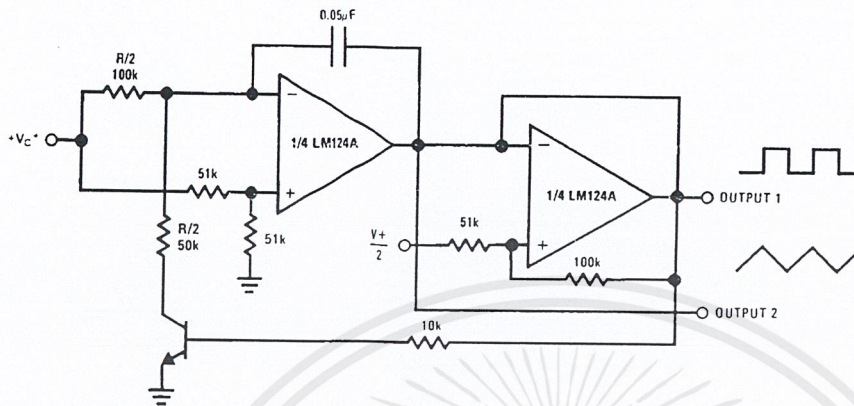 0.05µF
R/2
100k
+VC*
1/4 LM124A
51k
R/2
50k
51k
V+
2
51k
1/4 LM124A
100k
10k
OUTPUT 1
OUTPUT 2